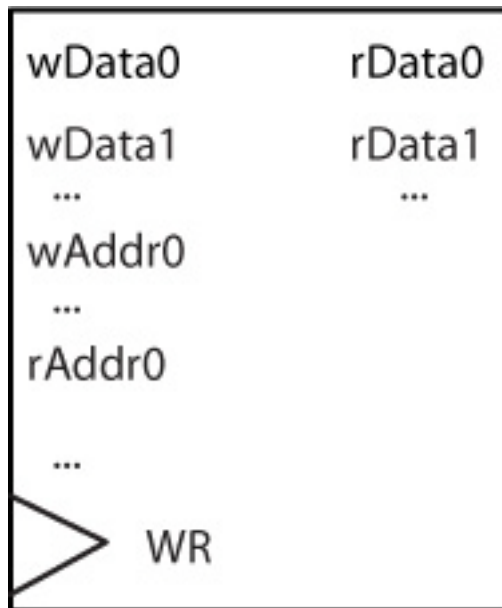 wData0 rData0
wData1 rData1
... ...
wAddr0
...
rAddr0
...
WR